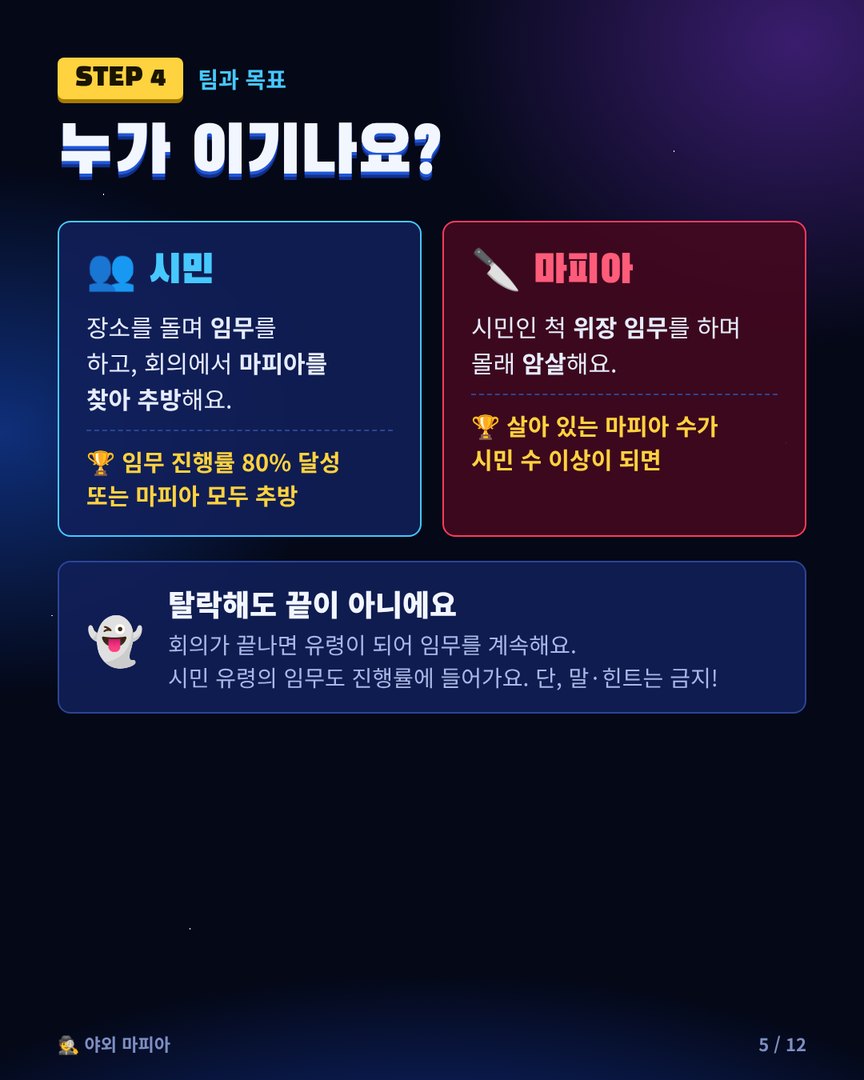 STEP 4 팀과 목표
누가 이기나요?
👥 시민
장소를 돌며 임무를
하고, 회의에서 마피아를
찾아 추방해요.
🏆 임무 진행률 80% 달성
또는 마피아 모두 추방
🔪 마피아
시민인 척 위장 임무를 하며
몰래 암살해요.
🏆 살아 있는 마피아 수가
시민 수 이상이 되면
👻 탈락해도 끝이 아니에요
회의가 끝나면 유령이 되어 임무를 계속해요.
시민 유령의 임무도 진행률에 들어가요. 단, 말·힌트는 금지!
🕵️ 야외 마피아
5 / 12